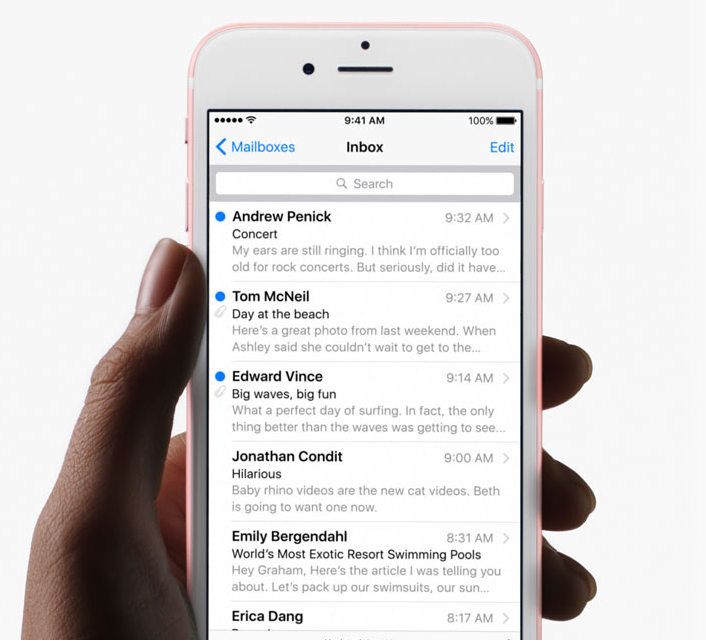 9:41 AM 100%
Mailboxes Inbox Edit
Search
Andrew Penick 9:32 AM
Concert
My ears are still ringing. I think I'm officially too
old for rock concerts. But seriously, did it have...
Tom McNeil 9:27 AM
Day at the beach
Here's a great photo from last weekend. When
Ashley said she couldn't wait to get to the...
Edward Vince 9:14 AM
Big waves, big fun
What a perfect day of surfing. In fact, the only
thing better than the waves was getting to see...
Jonathan Condit 9:00 AM
Hilarious
Baby rhino videos are the new cat videos. Beth
is going to want one now.
Emily Bergendahl 8:31 AM
World's Most Exotic Resort Swimming Pools
Hey Graham, Here's the article I was telling you
about. Let's pack up our swimsuits, our sun...
Erica Dang 8:17 AM